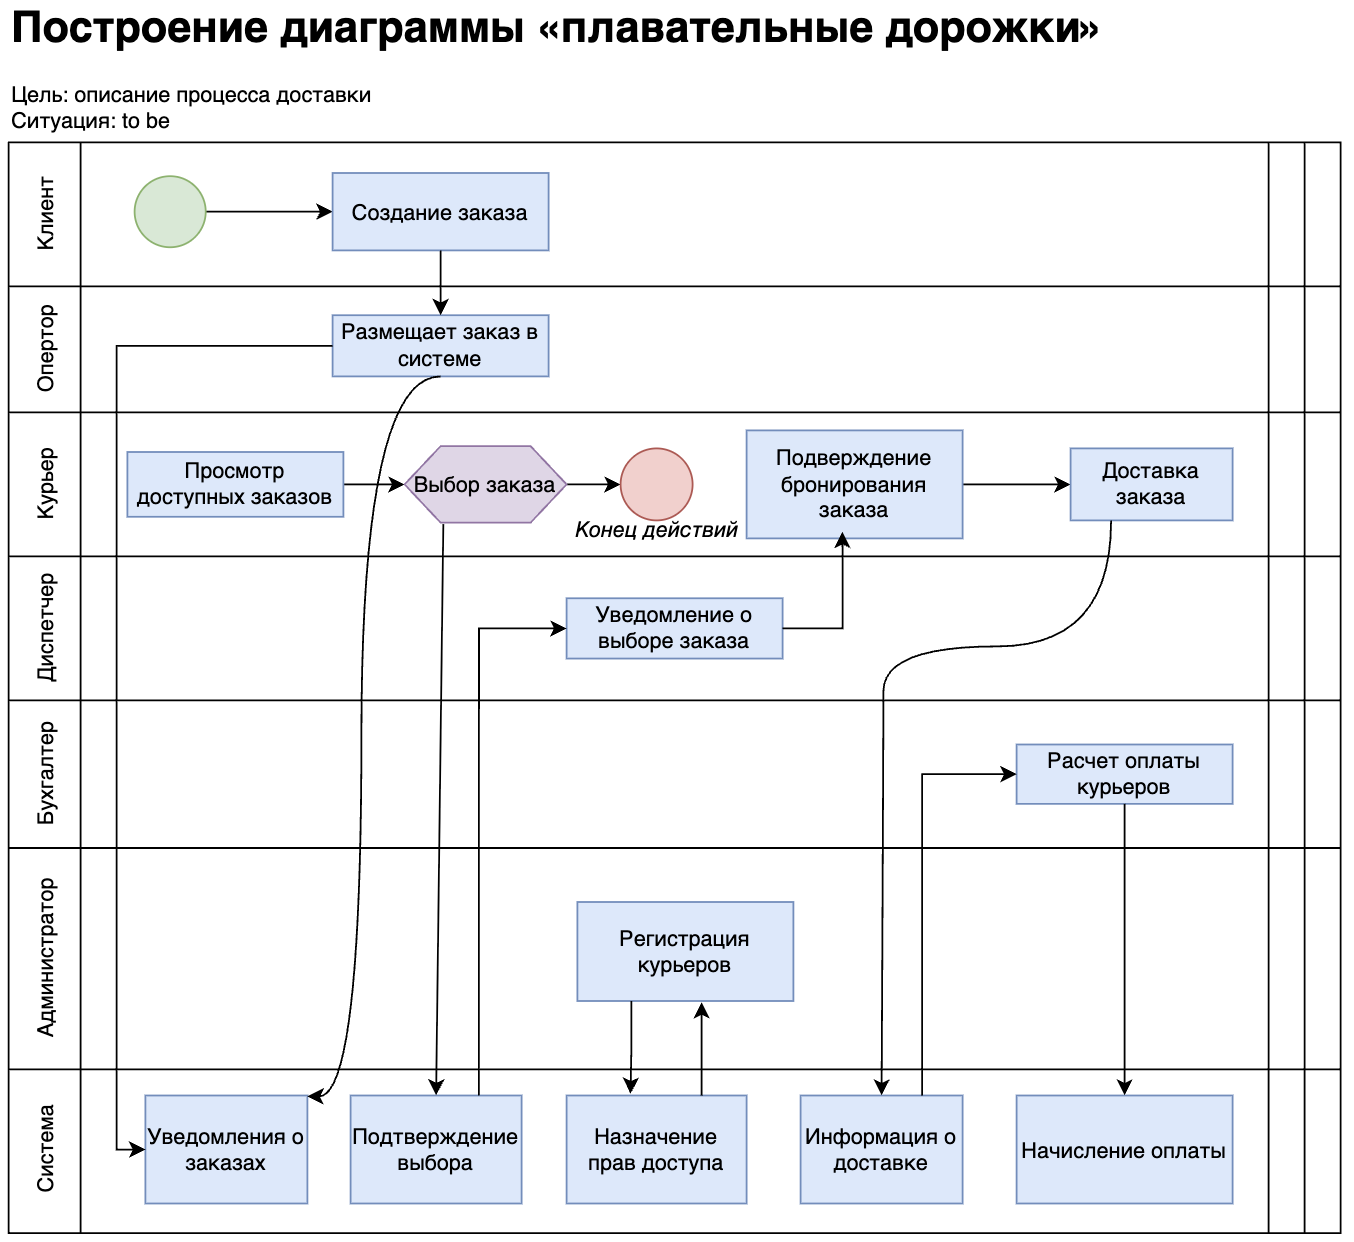 Построение диаграммы «плавательные дорожки»
Цель: описание процесса доставки
Ситуация: to be
Клиент
Создание заказа
Опертор
Размещает заказ в
системе
Курьер
Просмотр
доступных заказов
Выбор заказа
Конец действий
Подверждение
бронирования
заказа
Доставка
заказа
Диспетчер
Уведомление о
выборе заказа
Бухгалтер
Расчет оплаты
курьеров
Администратор
Регистрация
курьеров
Система
Уведомления о
заказах
Подтверждение
выбора
Назначение
прав доступа
Информация о
доставке
Начисление оплаты